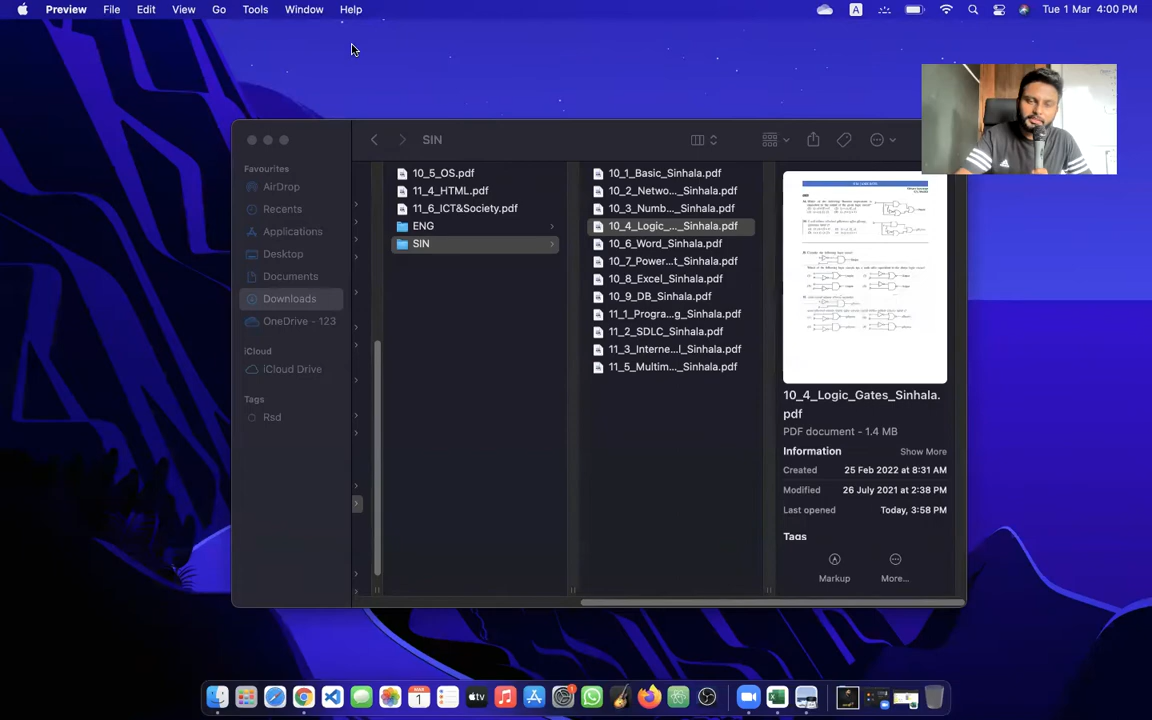 Preview File Edit View Go Tools Window Help A Tue 1 Mar 4:00 PM
SIN
Favourites
AirDrop
Recents
Applications
Desktop
Documents
Downloads
OneDrive - 123
iCloud
iCloud Drive
Tags
Rsd
10_5_OS.pdf
11_4_HTML.pdf
11_6_ICT&Society.pdf
ENG
SIN
10_1_Basic_Sinhala.pdf
10_2_Netwo..._Sinhala.pdf
10_3_Numb..._Sinhala.pdf
10_4_Logic_..._Sinhala.pdf
10_6_Word_Sinhala.pdf
10_7_Power...t_Sinhala.pdf
10_8_Excel_Sinhala.pdf
10_9_DB_Sinhala.pdf
11_1_Progra...g_Sinhala.pdf
11_2_SDLC_Sinhala.pdf
11_3_Interne...l_Sinhala.pdf
11_5_Multim..._Sinhala.pdf
10_4_Logic_Gates_Sinhala.
pdf
PDF document - 1.4 MB
Information Show More
Created 25 Feb 2022 at 8:31 AM
Modified 26 July 2021 at 2:38 PM
Last opened Today, 3:58 PM
Tags
Markup More...